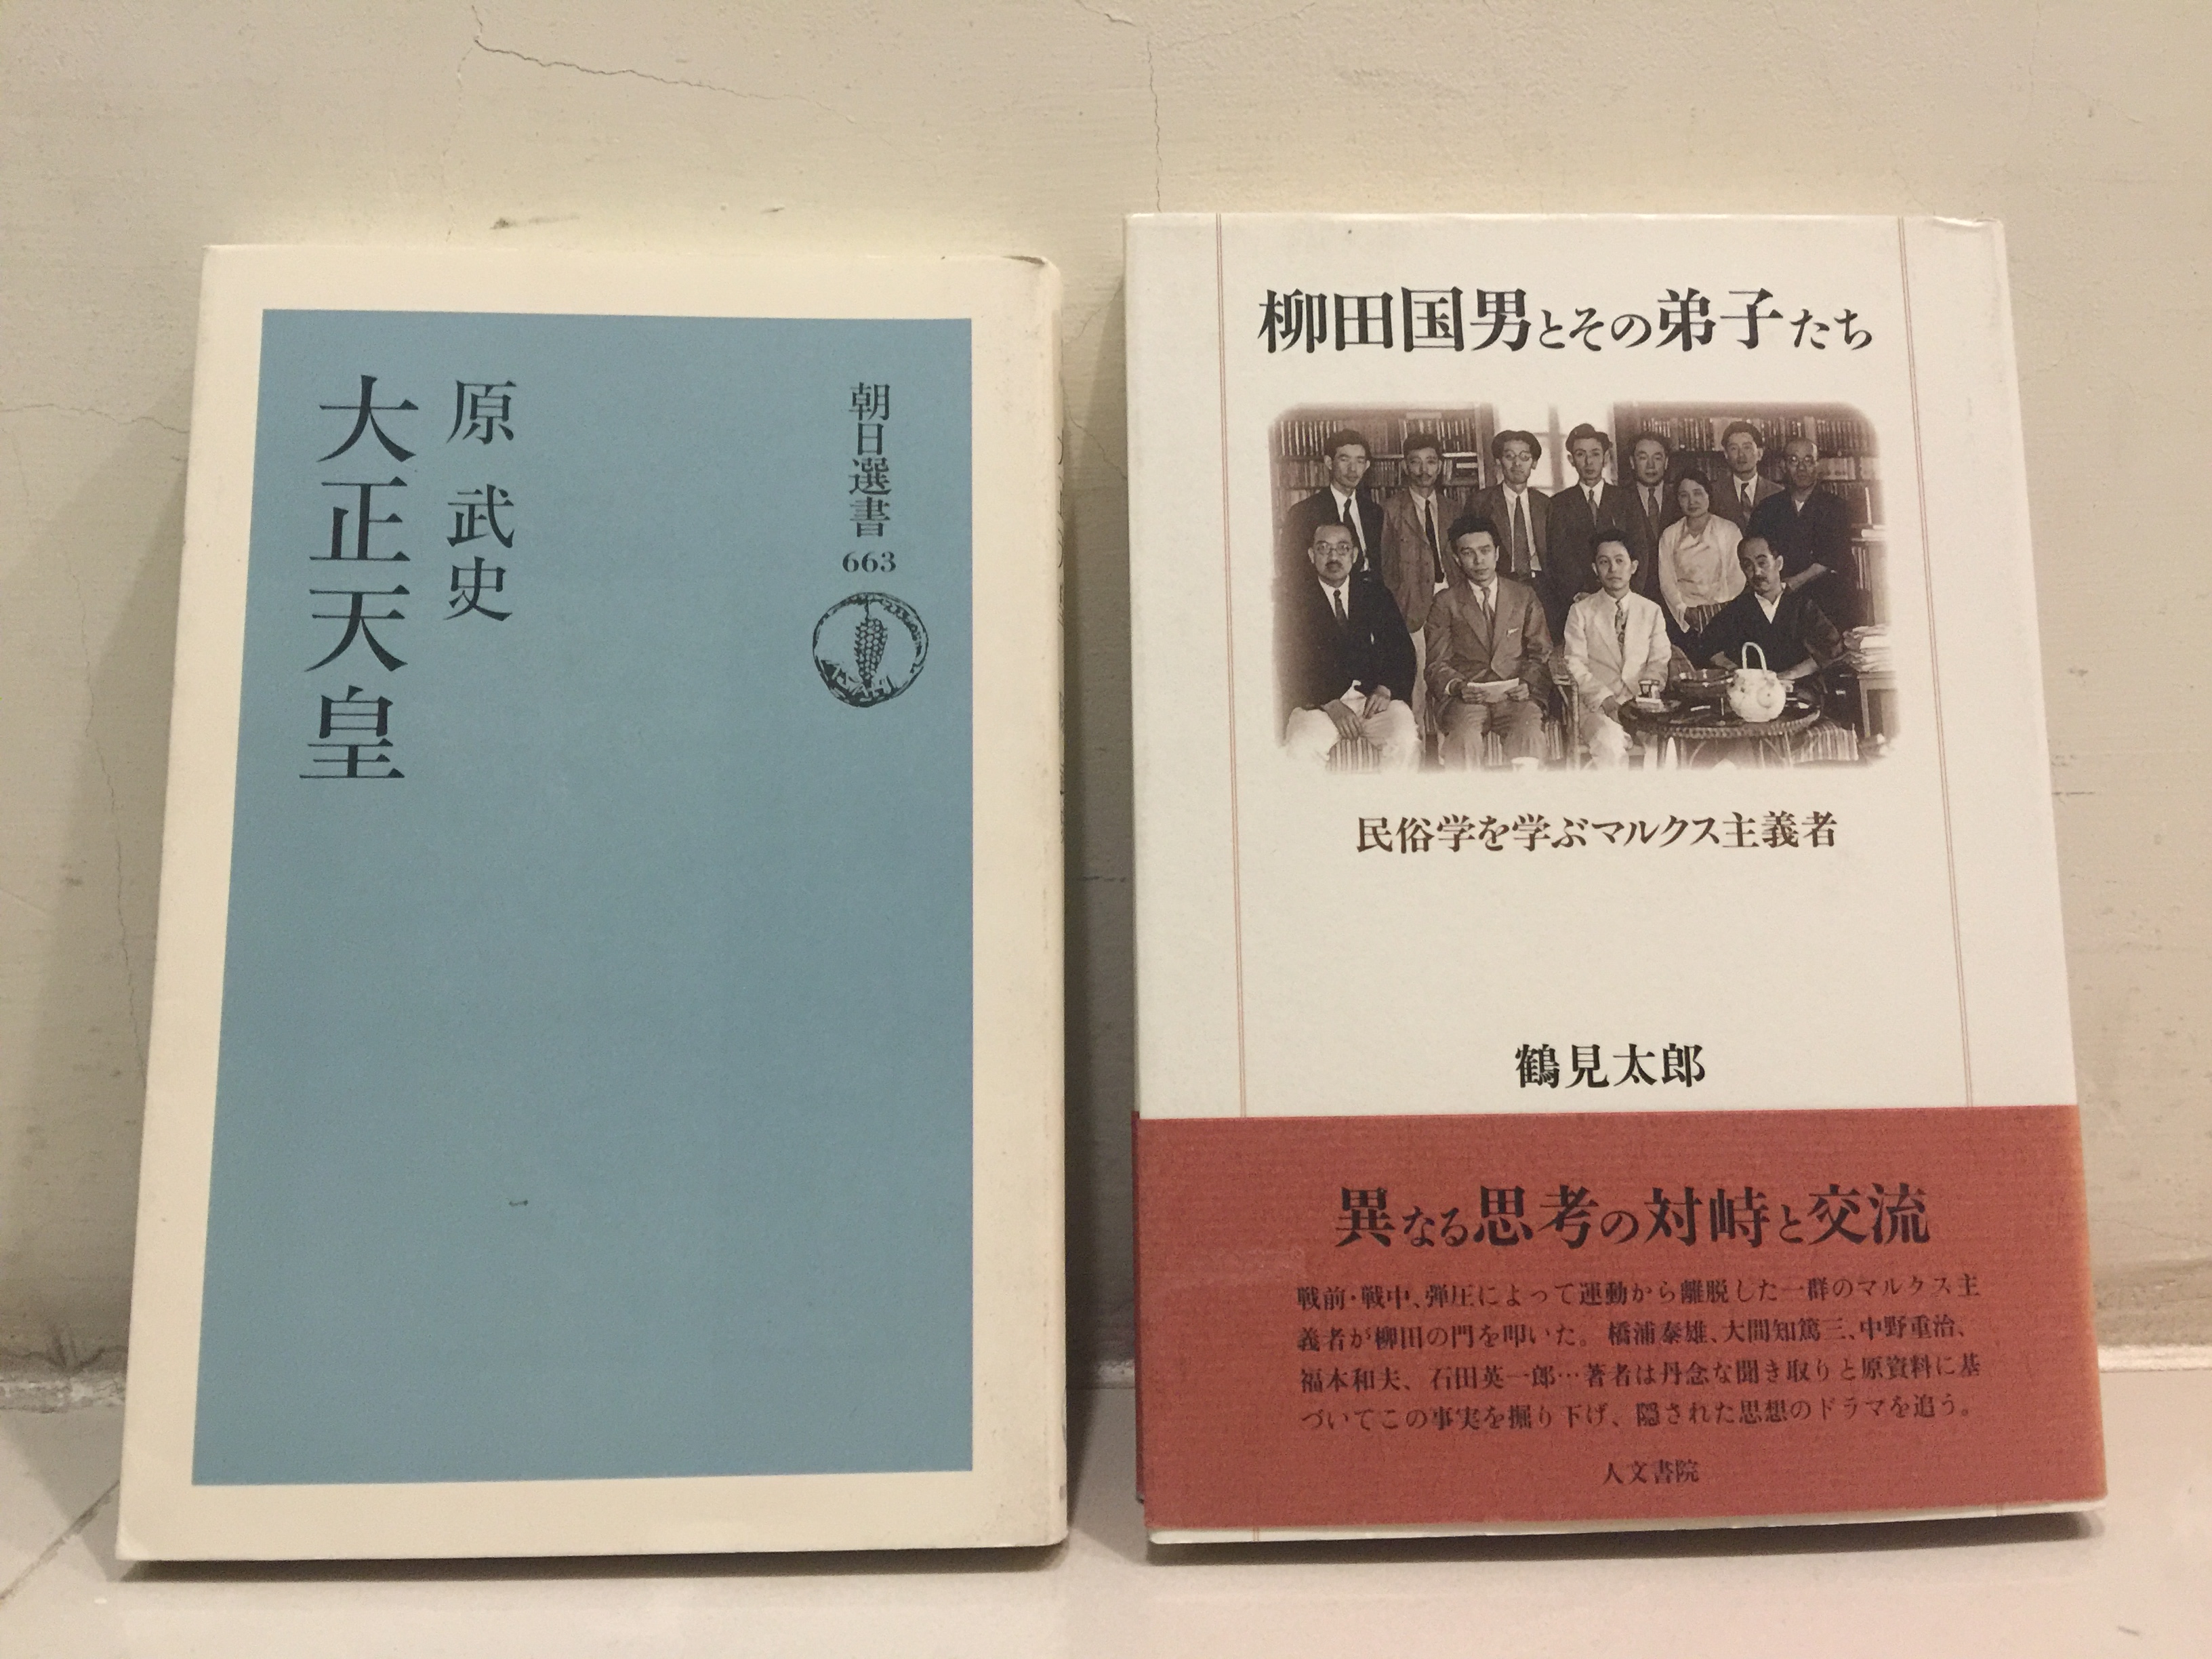 朝日選書
663
原 武史
大正天皇
柳田国男とその弟子たち
民俗学を学ぶマルクス主義者
鶴見太郎
異なる思考の対峙と交流
戦前・戦中、弾圧によって運動から離脱した一群のマルクス主
義者が柳田の門を叩いた。橋浦泰雄、大間知篤三、中野重治、
福本和夫、石田英一郎…著者は丹念な聞き取りと原資料に基
づいてこの事実を掘り下げ、隠された思想のドラマを追う。
人文書院